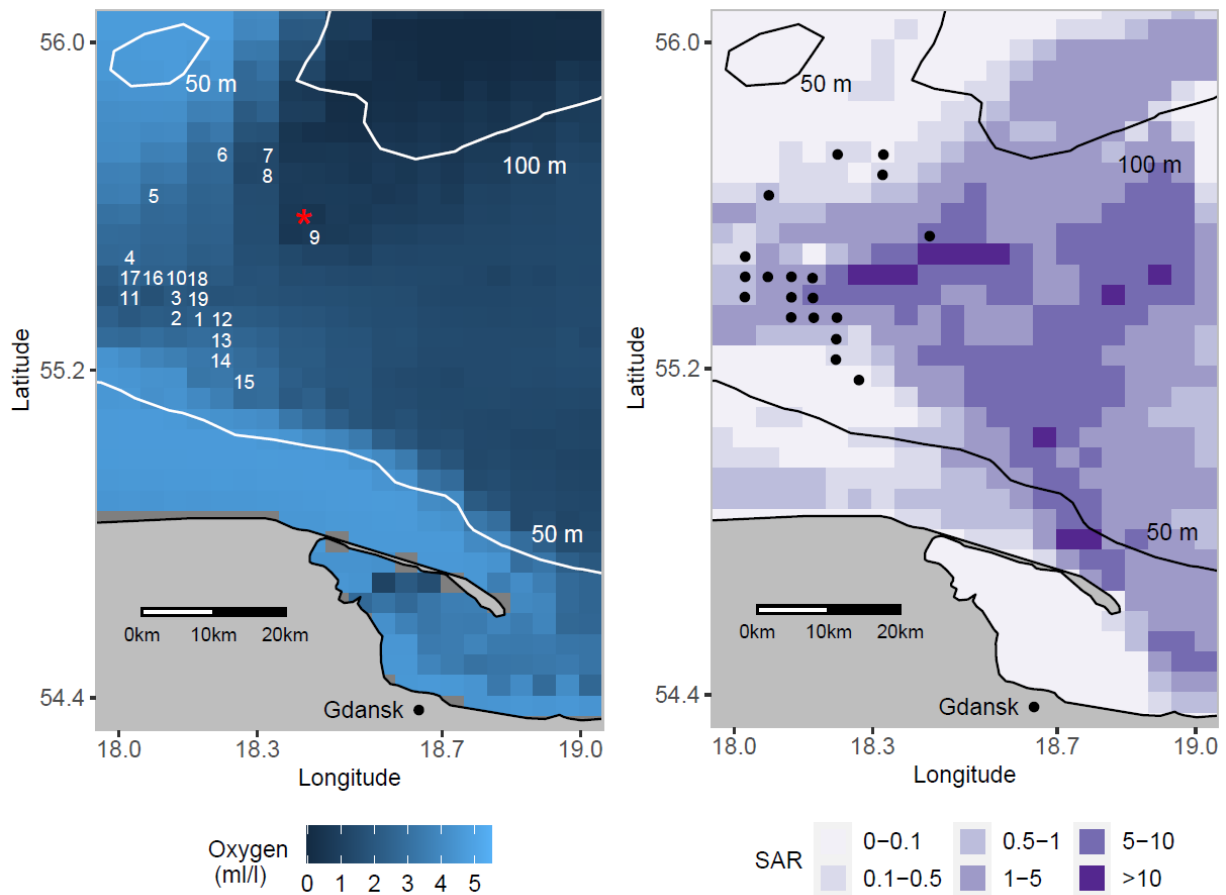 56.0
55.2
54.4
Latitude
50 m
100 m
6 7
8
5
*
9
4
17 16 10 18
11 3 19
2 1 12
13
14
15
50 m
0km 10km 20km
Gdansk
18.0 18.3 18.7 19.0
Longitude
Oxygen
(ml/l)
0 1 2 3 4 5
56.0
55.2
54.4
Latitude
50 m
100 m
50 m
0km 10km 20km
Gdansk
18.0 18.3 18.7 19.0
Longitude
SAR
0−0.1 0.5−1 5−10
0.1−0.5 1−5 >10